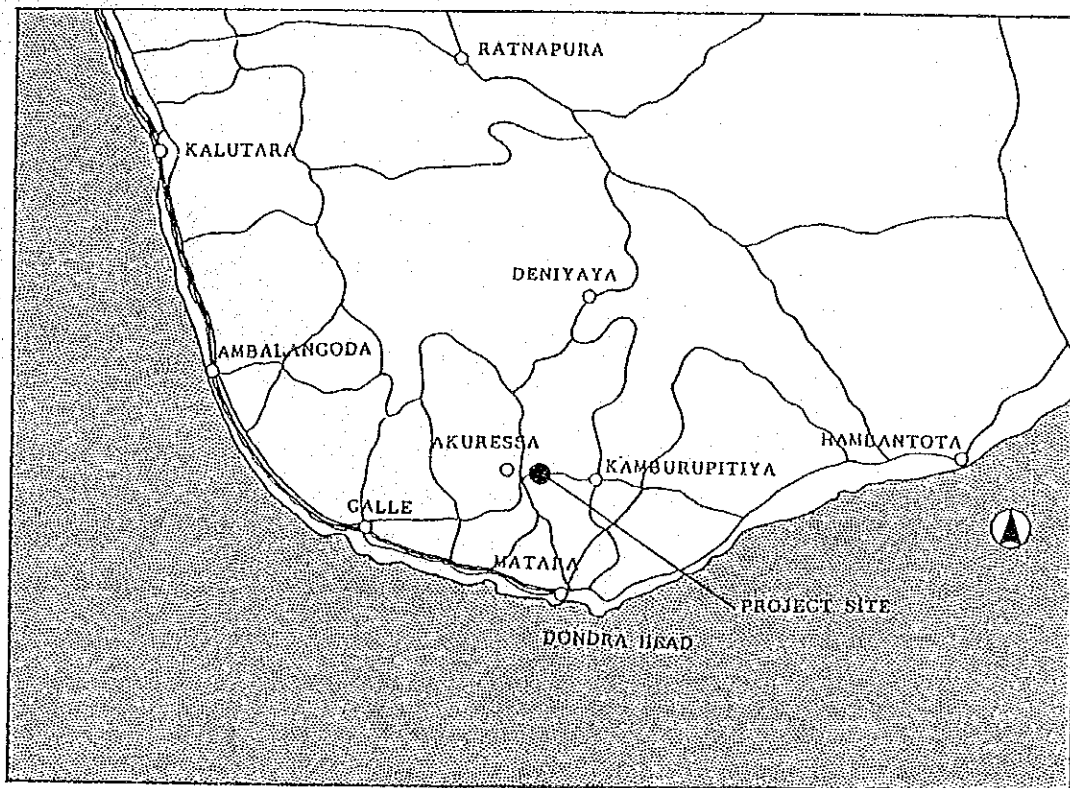 RATNAPURA
KALUTARA
DENIYAYA
AMBALANGODA
AKURESSA
HAMBANTOTA
KAMBURUPITIYA
GALLE
MATARA
PROJECT SITE
DONDRA HEAD